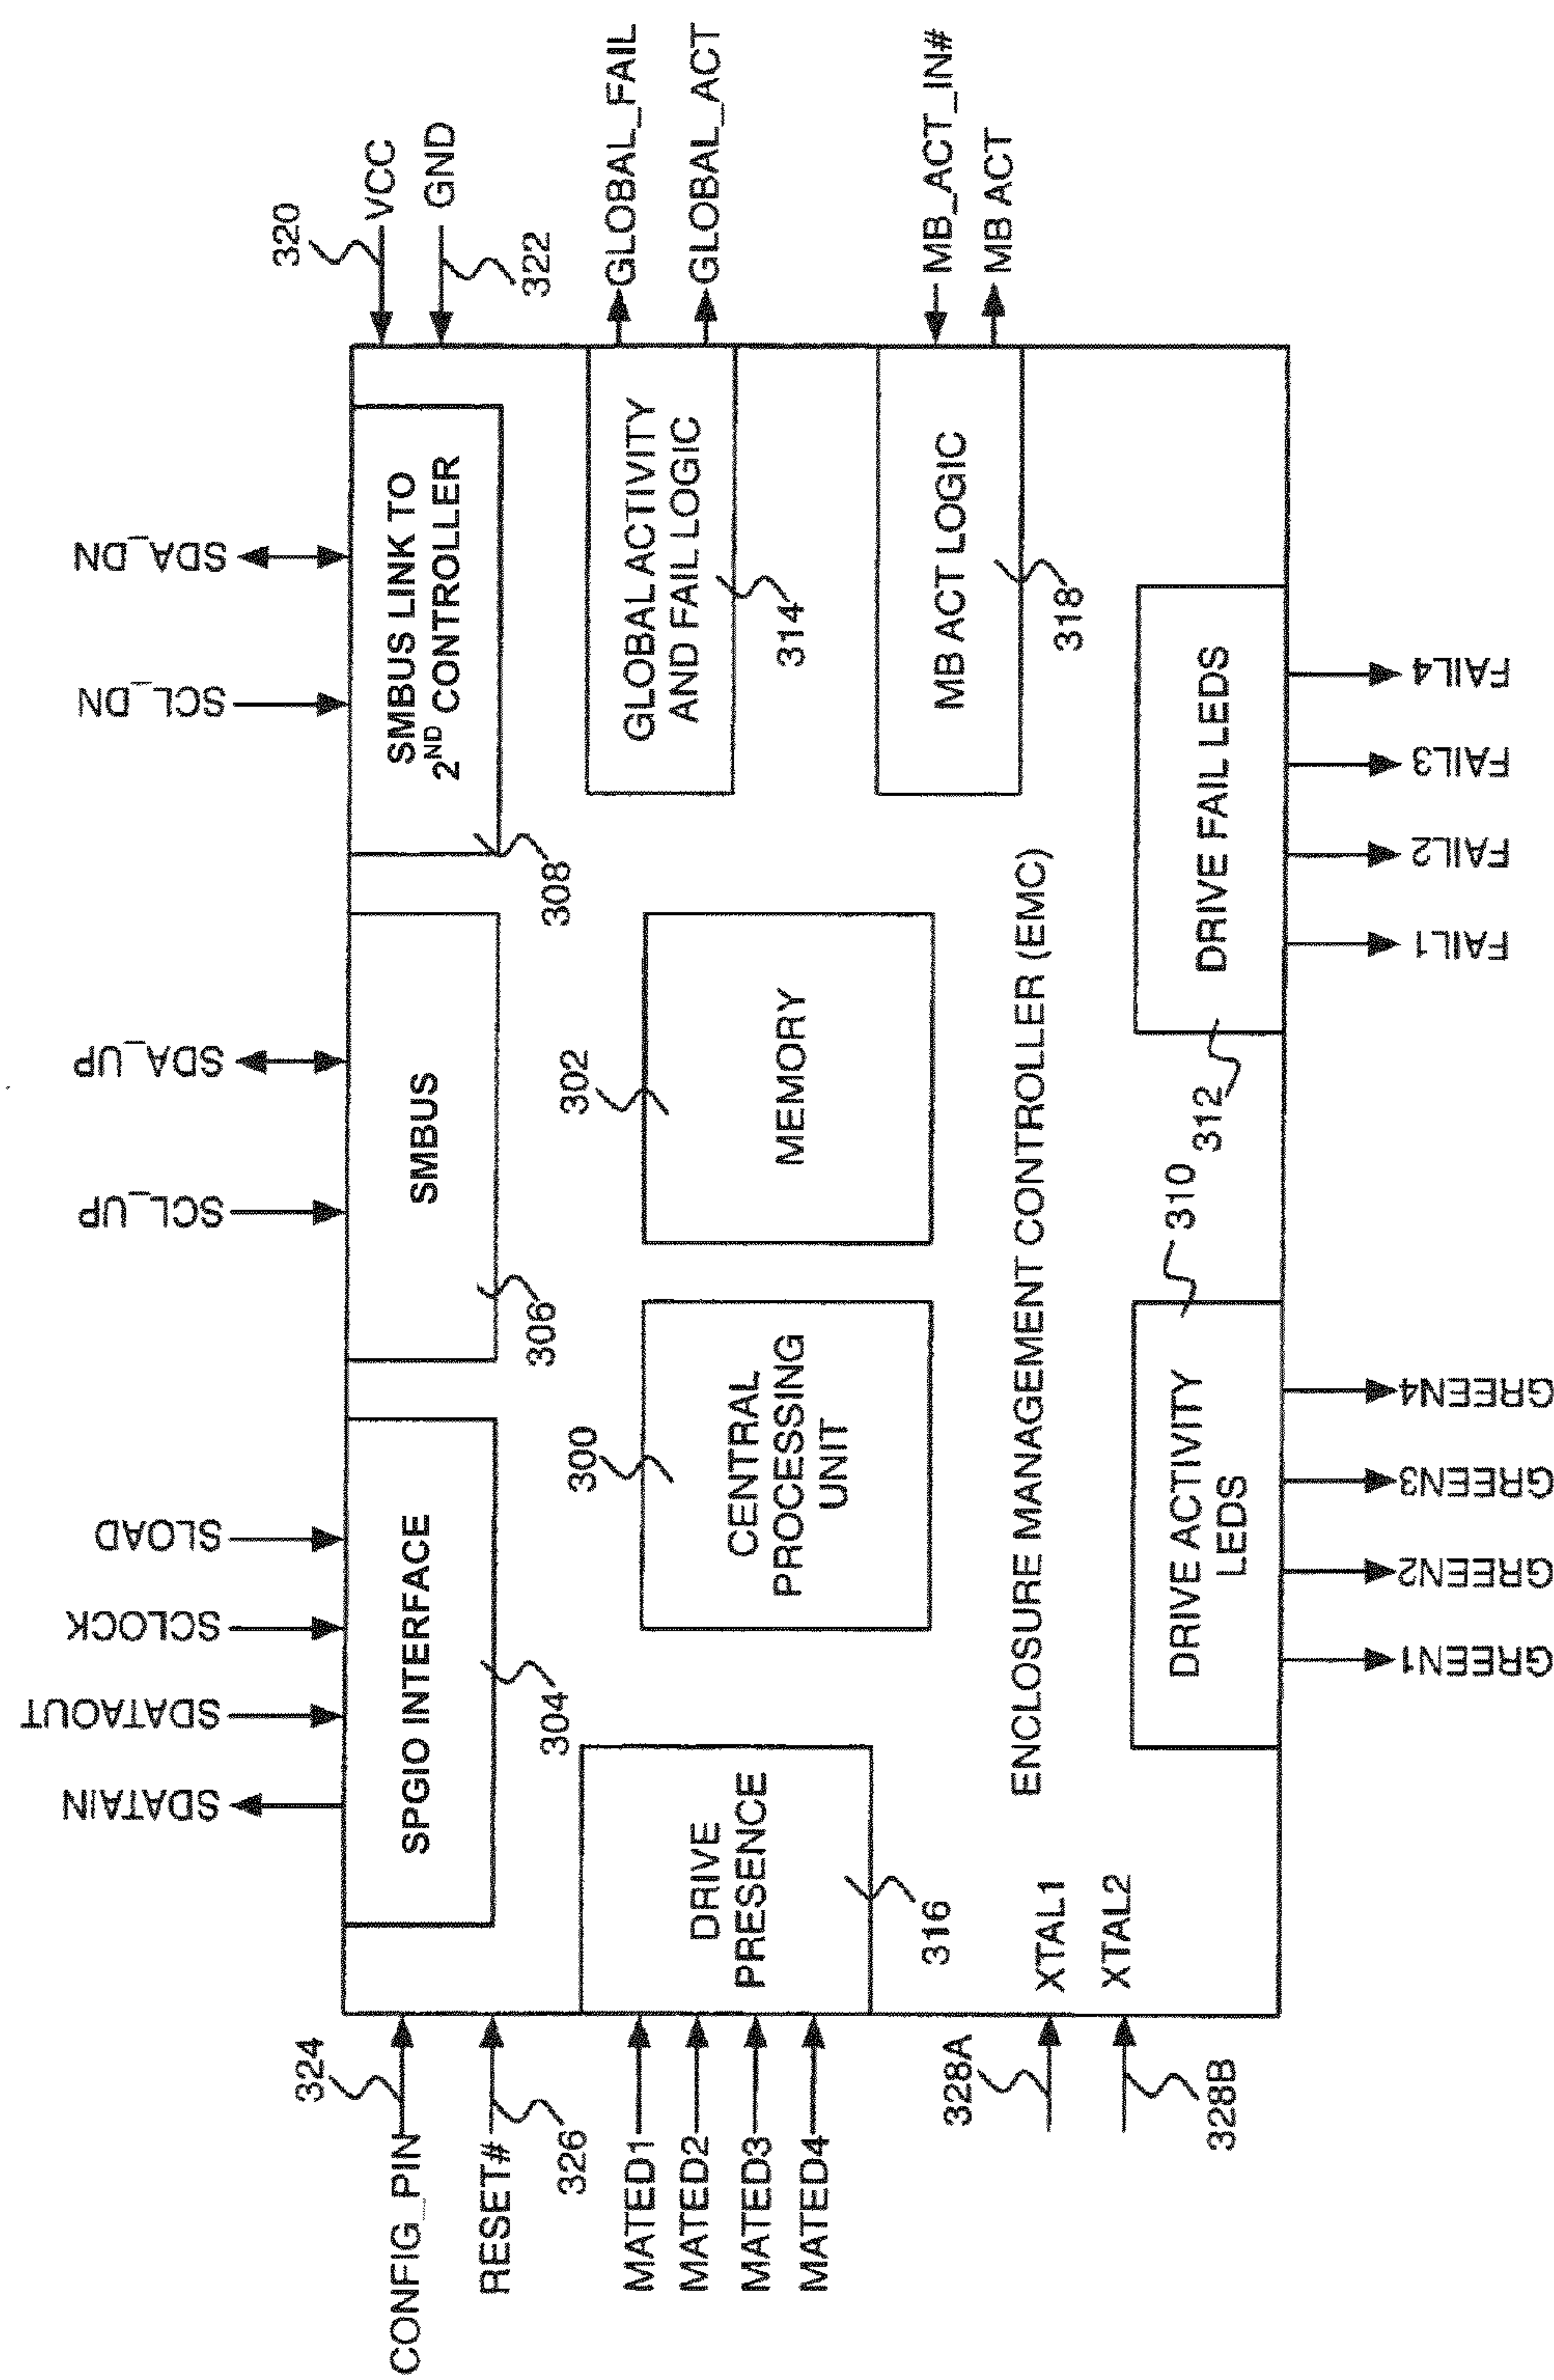 SDATAIN
SDATAOUT
SCLOCK
SLOAD
SCL_UP
SDA_UP
SCL_DN
SDA_DN
324
CONFIG_PIN
RESET#
326
SPGIO INTERFACE
304
SMBUS
306
SMBUS LINK TO
2ND CONTROLLER
308
320
VCC
GND
322
MATED1
MATED2
MATED3
MATED4
DRIVE
PRESENCE
316
300
CENTRAL
PROCESSING
UNIT
302
MEMORY
GLOBAL ACTIVITY
AND FAIL LOGIC
314
GLOBAL_FAIL
GLOBAL_ACT
MB ACT LOGIC
318
MB_ACT_IN#
MB ACT
ENCLOSURE MANAGEMENT CONTROLLER (EMC)
328A
XTAL1
XTAL2
328B
DRIVE ACTIVITY
LEDS
310
312
DRIVE FAIL LEDS
GREEN1
GREEN2
GREEN3
GREEN4
FAIL1
FAIL2
FAIL3
FAIL4